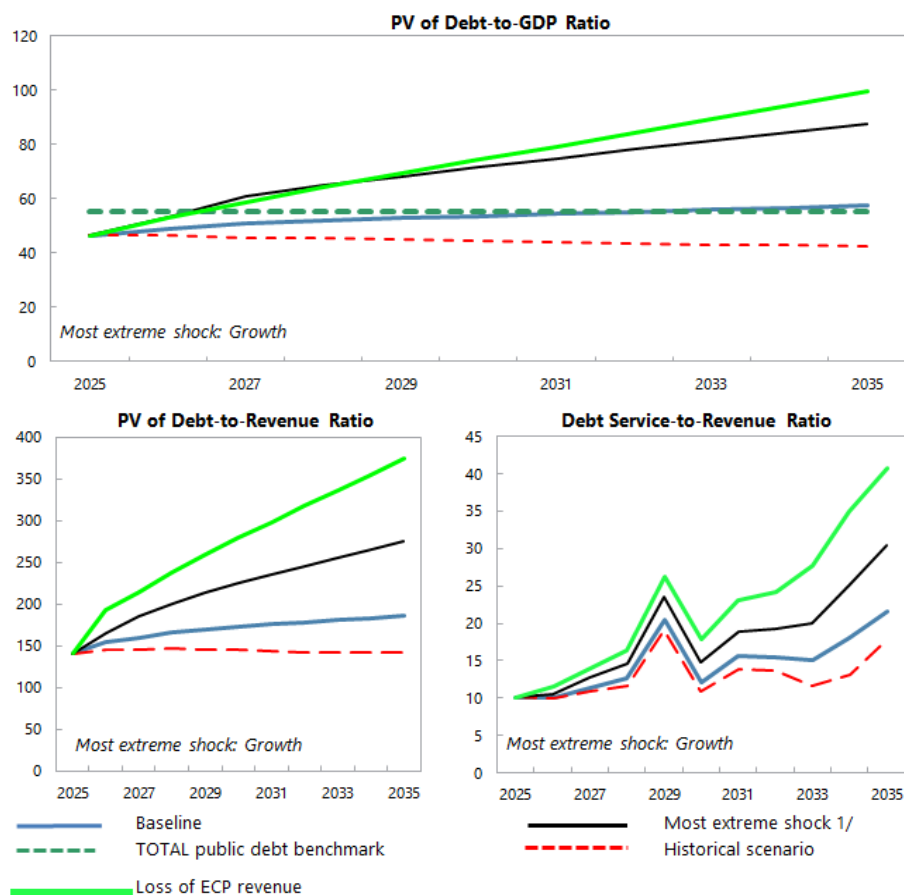 PV of Debt-to-GDP Ratio
120
100
80
60
40
20
0
Most extreme shock: Growth
2025 2027 2029 2031 2033 2035
PV of Debt-to-Revenue Ratio
400
350
300
250
200
150
100
50
0
Most extreme shock: Growth
2025 2027 2029 2031 2033 2035
Debt Service-to-Revenue Ratio
45
40
35
30
25
20
15
10
5
0
Most extreme shock: Growth
2025 2027 2029 2031 2033 2035
Baseline
Most extreme shock 1/
TOTAL public debt benchmark
Historical scenario
Loss of ECP revenue